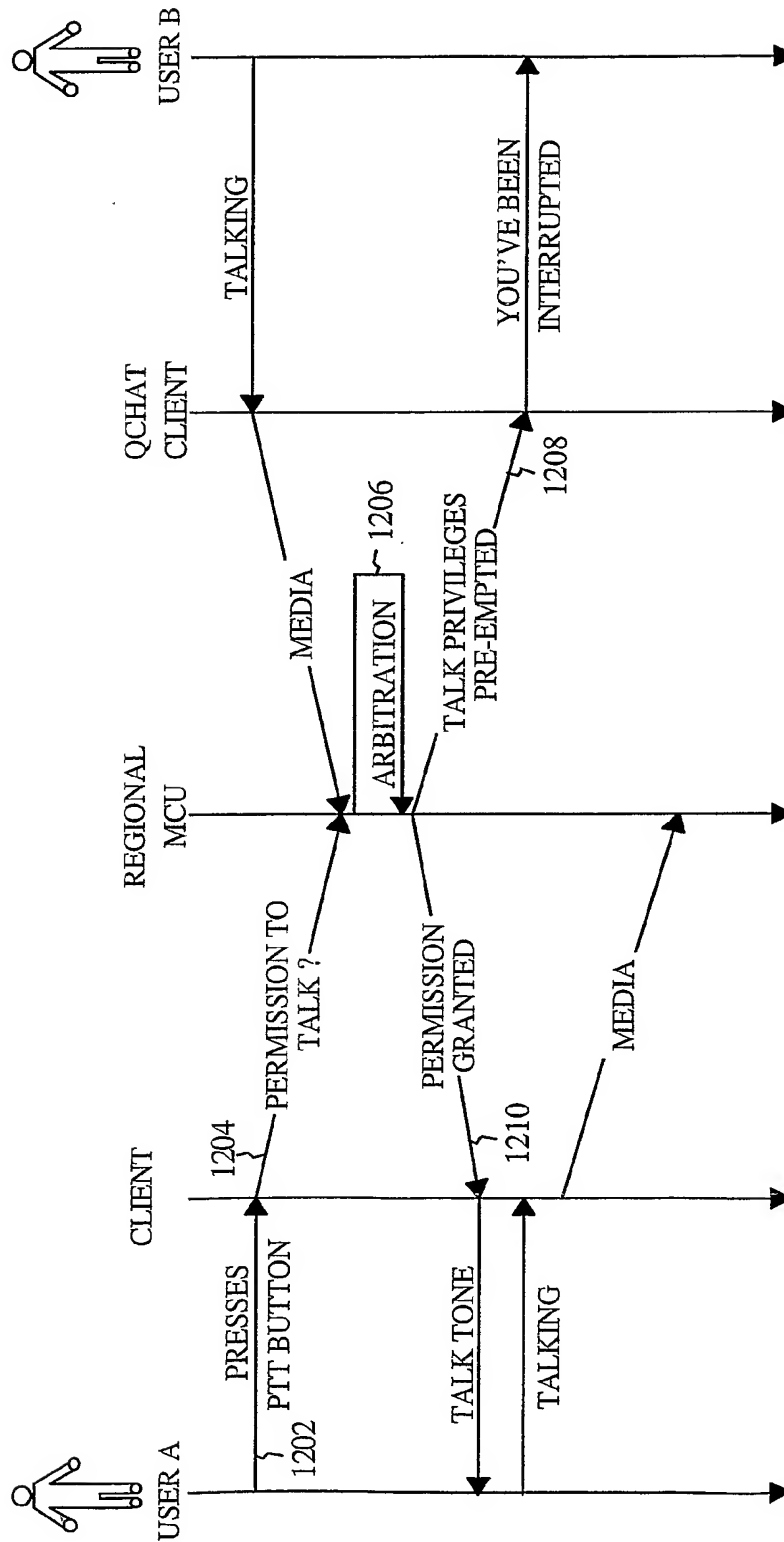 USER A
CLIENT
REGIONAL
MCU
QCHAT
CLIENT
USER B
PRESSES
PTT BUTTON
1202
1204
PERMISSION TO
TALK ?
MEDIA
TALKING
ARBITRATION
1206
PERMISSION
GRANTED
1210
TALK PRIVILEGES
PRE-EMPTED
1208
YOU'VE BEEN
INTERRUPTED
TALK TONE
TALKING
MEDIA